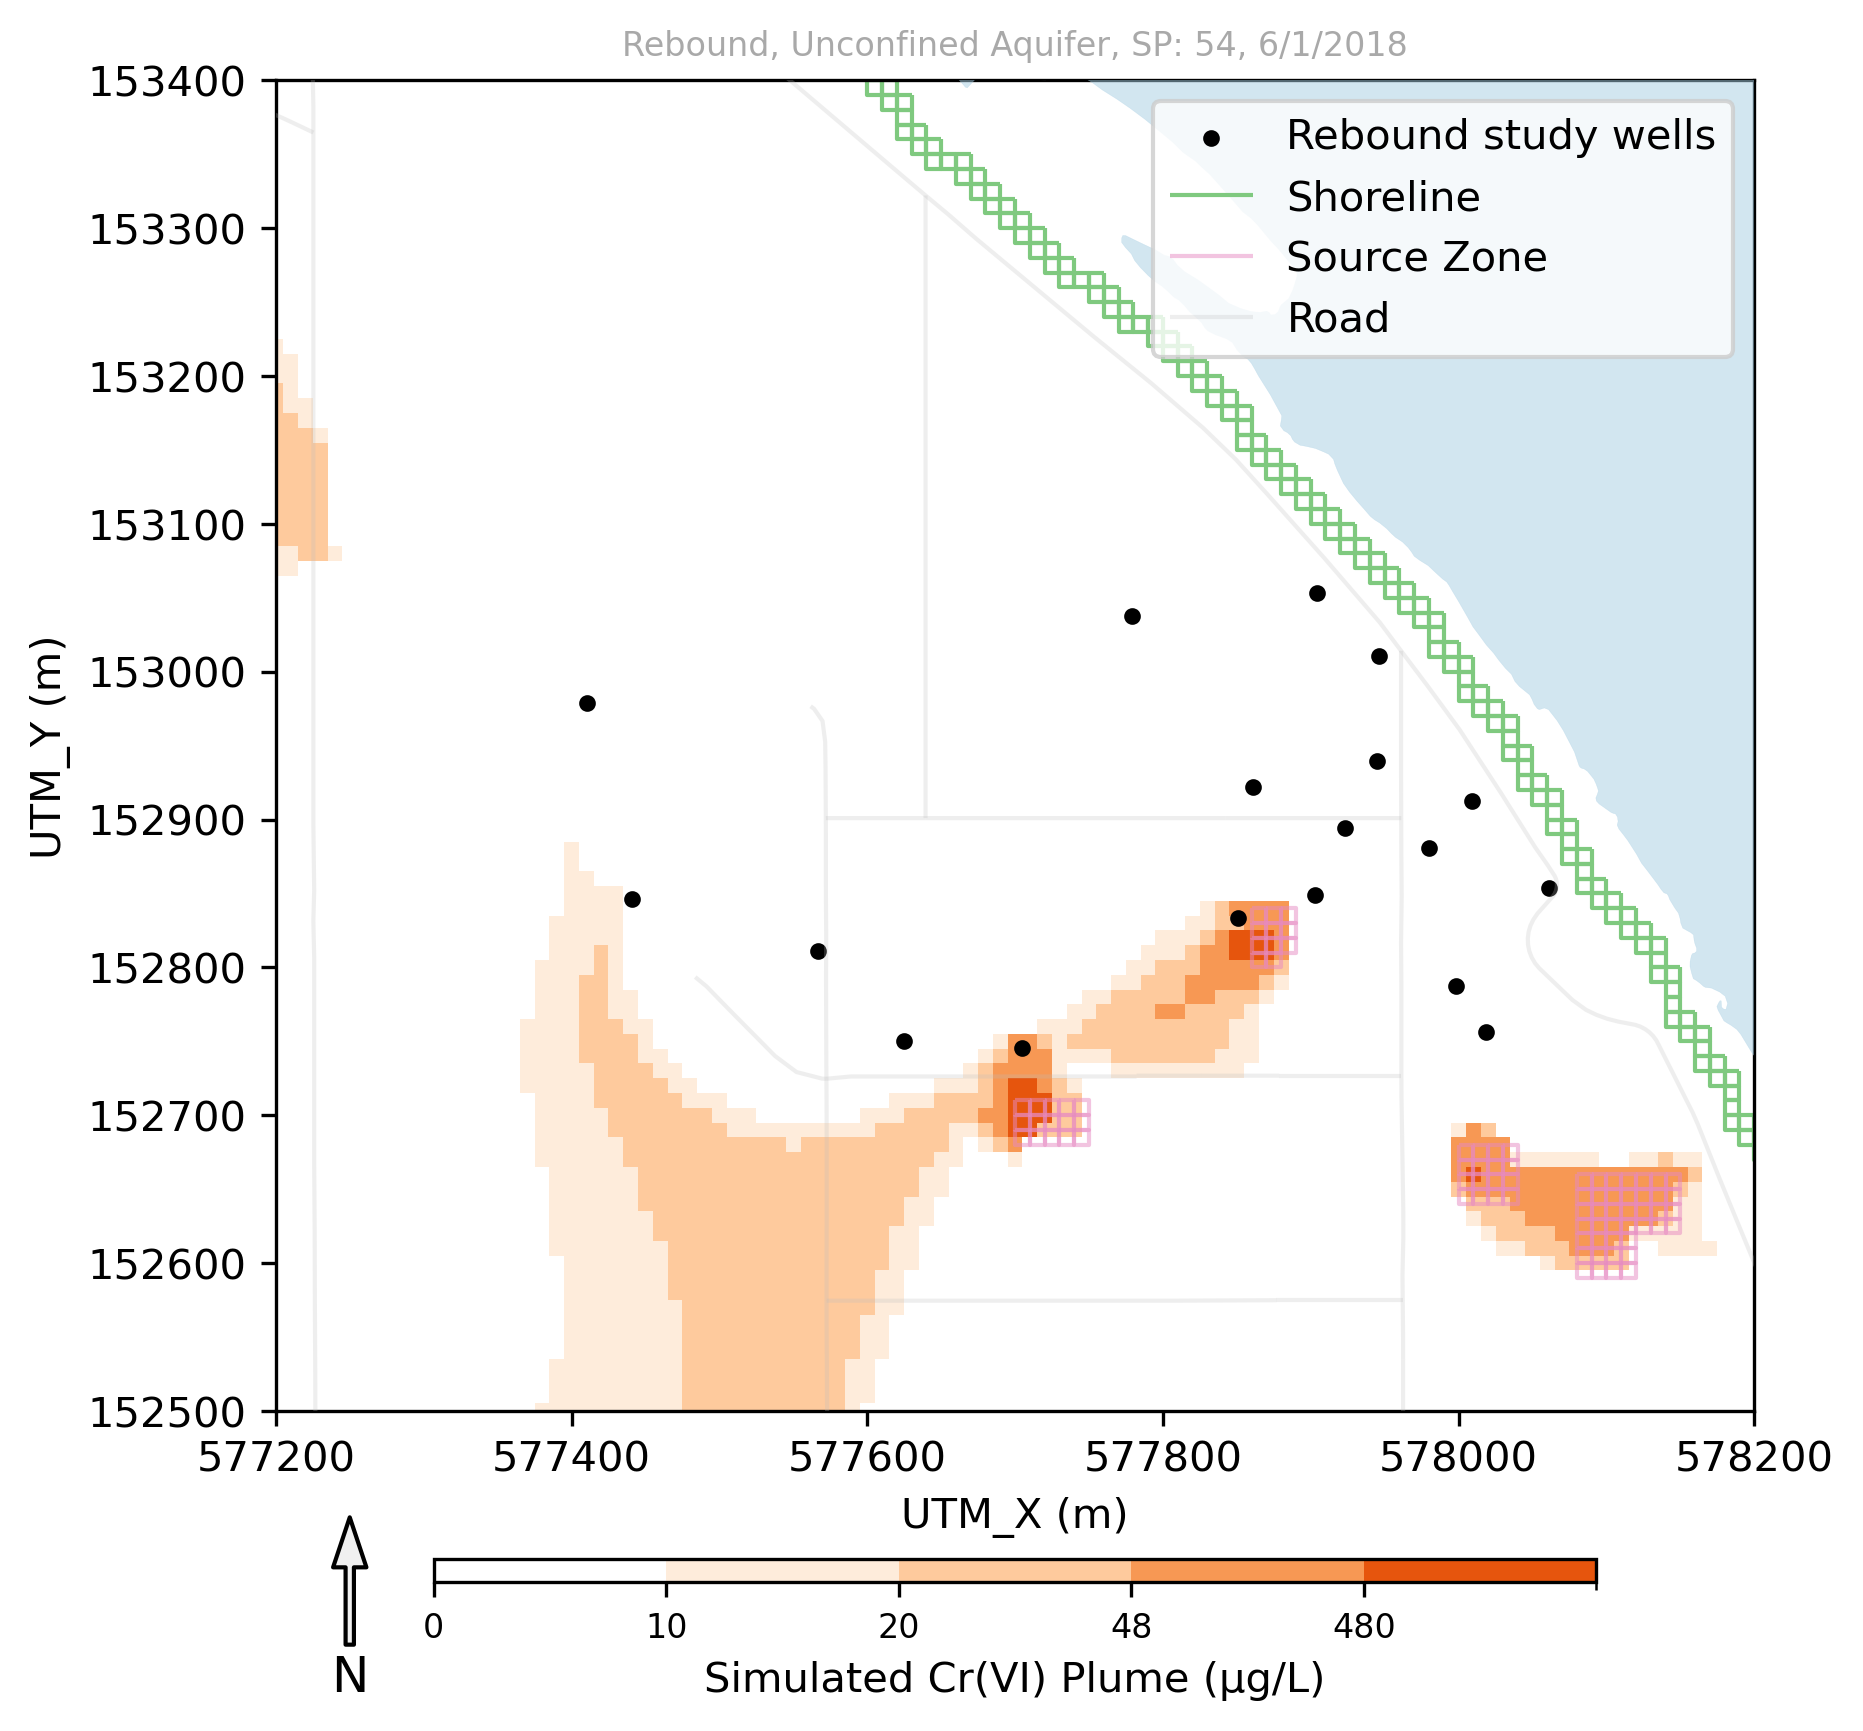 Rebound, Unconfined Aquifer, SP: 54, 6/1/2018
Rebound study wells
Shoreline
Source Zone
Road
153400
153300
153200
153100
153000
152900
152800
152700
152600
152500
UTM_Y (m)
577200 577400 577600 577800 578000 578200
UTM_X (m)
0 10 20 48 480
Simulated Cr(VI) Plume (μg/L)
N